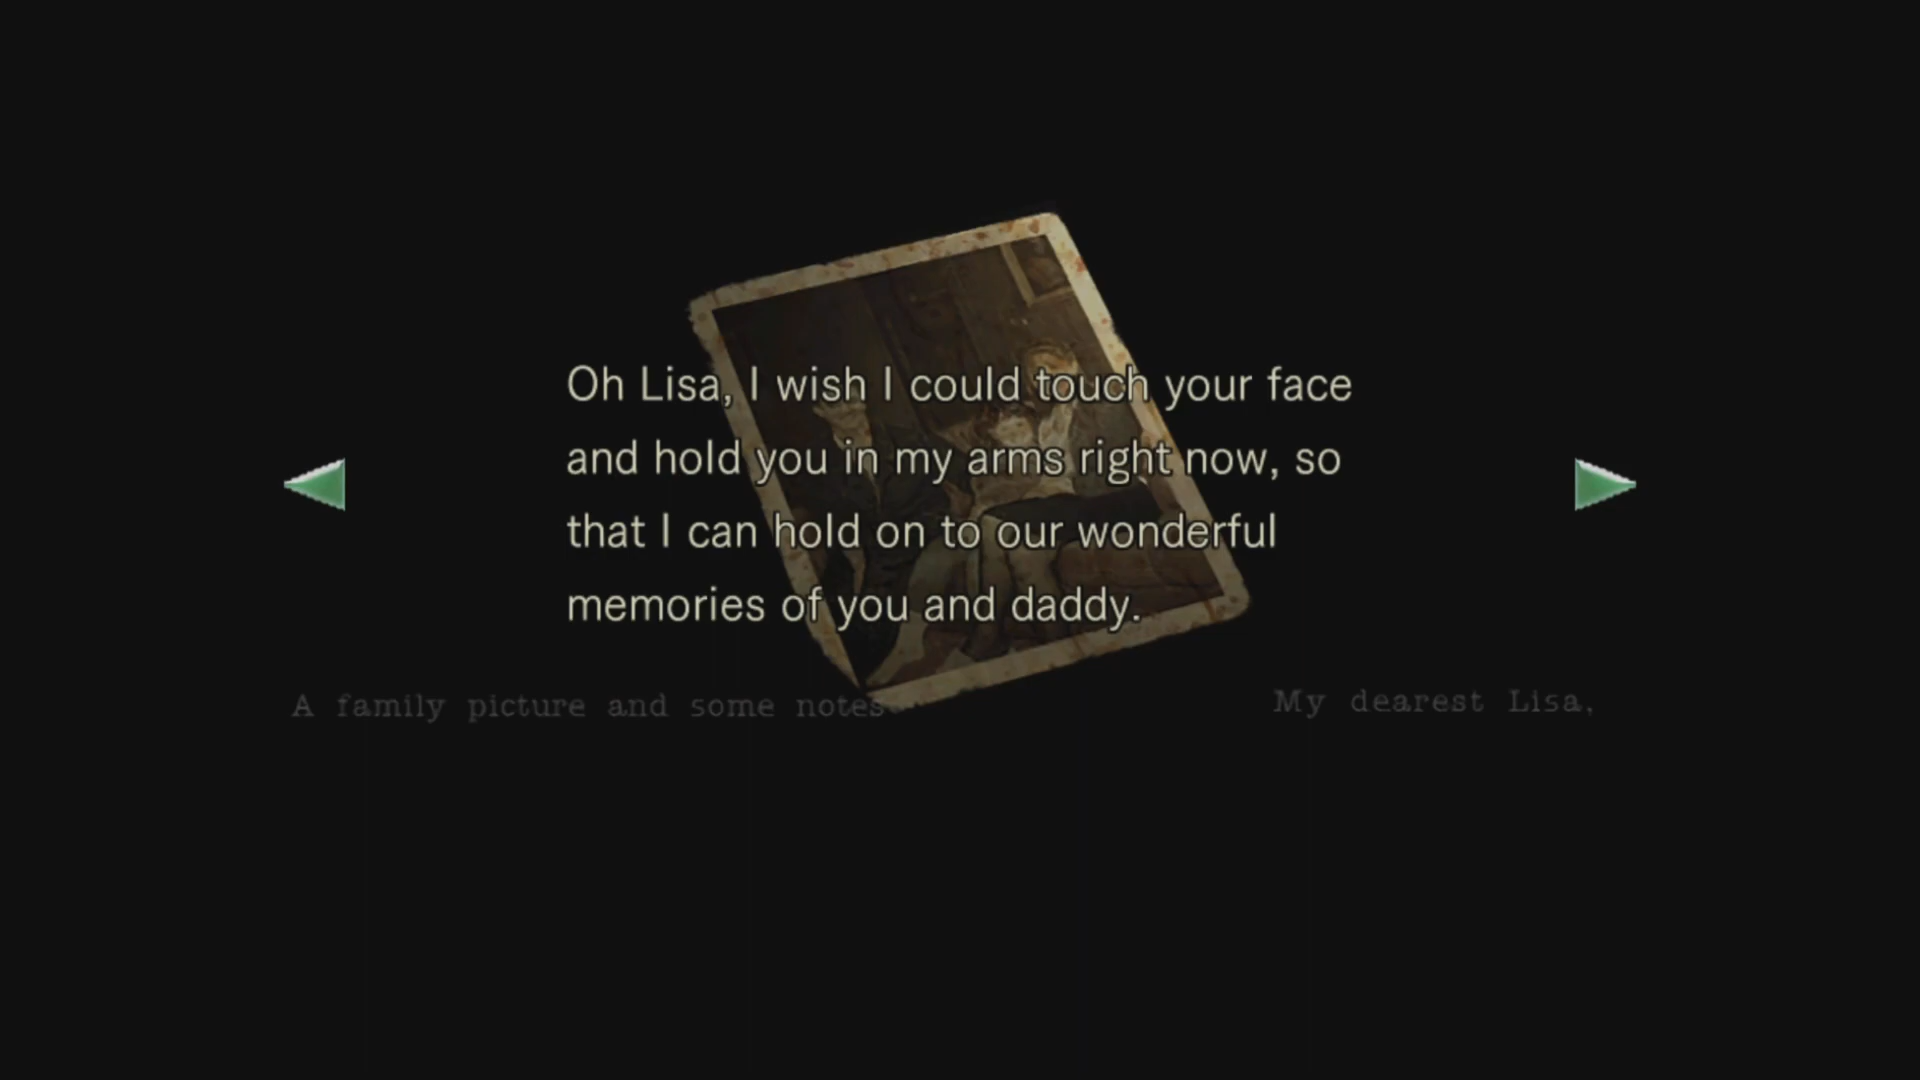 Oh Lisa, I wish I could touch your face
and hold you in my arms right now, so
that I can hold on to our wonderful
memories of you and daddy.
A family picture and some notes
My dearest Lisa,